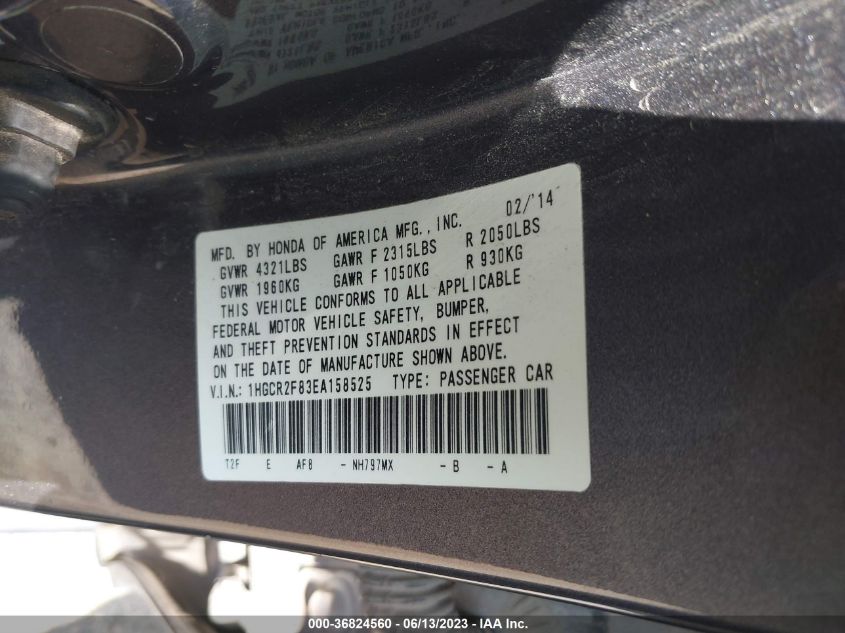 MFD. BY HONDA OF AMERICA MFG., INC. 02/'14
GVWR 4321LBS GAWR F 2315LBS R 2050LBS
GVWR 1960KG GAWR F 1050KG R 930KG
THIS VEHICLE CONFORMS TO ALL APPLICABLE
FEDERAL MOTOR VEHICLE SAFETY, BUMPER,
AND THEFT PREVENTION STANDARDS IN EFFECT
ON THE DATE OF MANUFACTURE SHOWN ABOVE.
V.I.N.: 1HGCR2F83EA158525 TYPE: PASSENGER CAR
T2F E AF8 - NH797MX - B - A
000-36824560 - 06/13/2023 - IAA Inc.